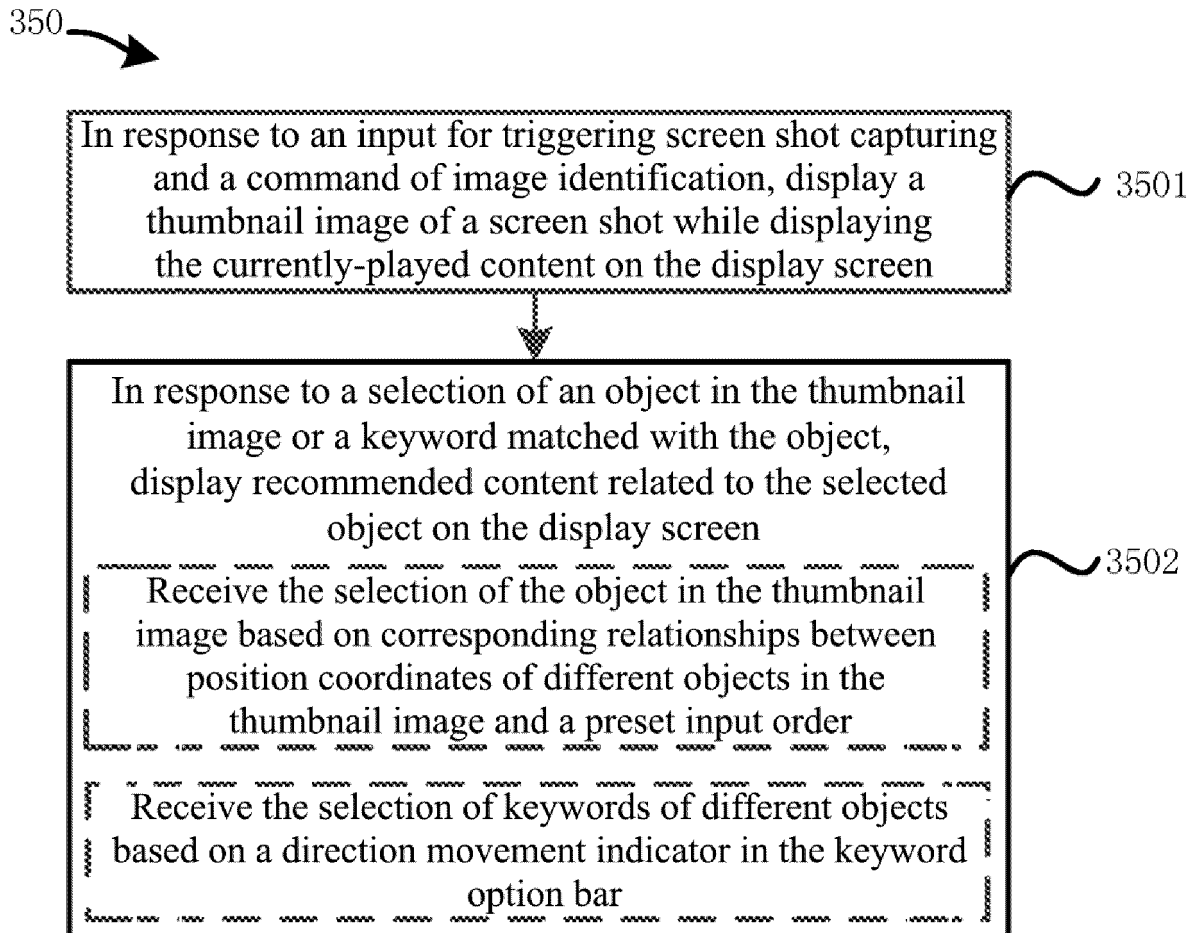 350
In response to an input for triggering screen shot capturing
and a command of image identification, display a
thumbnail image of a screen shot while displaying
the currently-played content on the display screen
3501
In response to a selection of an object in the thumbnail
image or a keyword matched with the object,
display recommended content related to the selected
object on the display screen
3502
Receive the selection of the object in the thumbnail
image based on corresponding relationships between
position coordinates of different objects in the
thumbnail image and a preset input order
Receive the selection of keywords of different objects
based on a direction movement indicator in the keyword
option bar